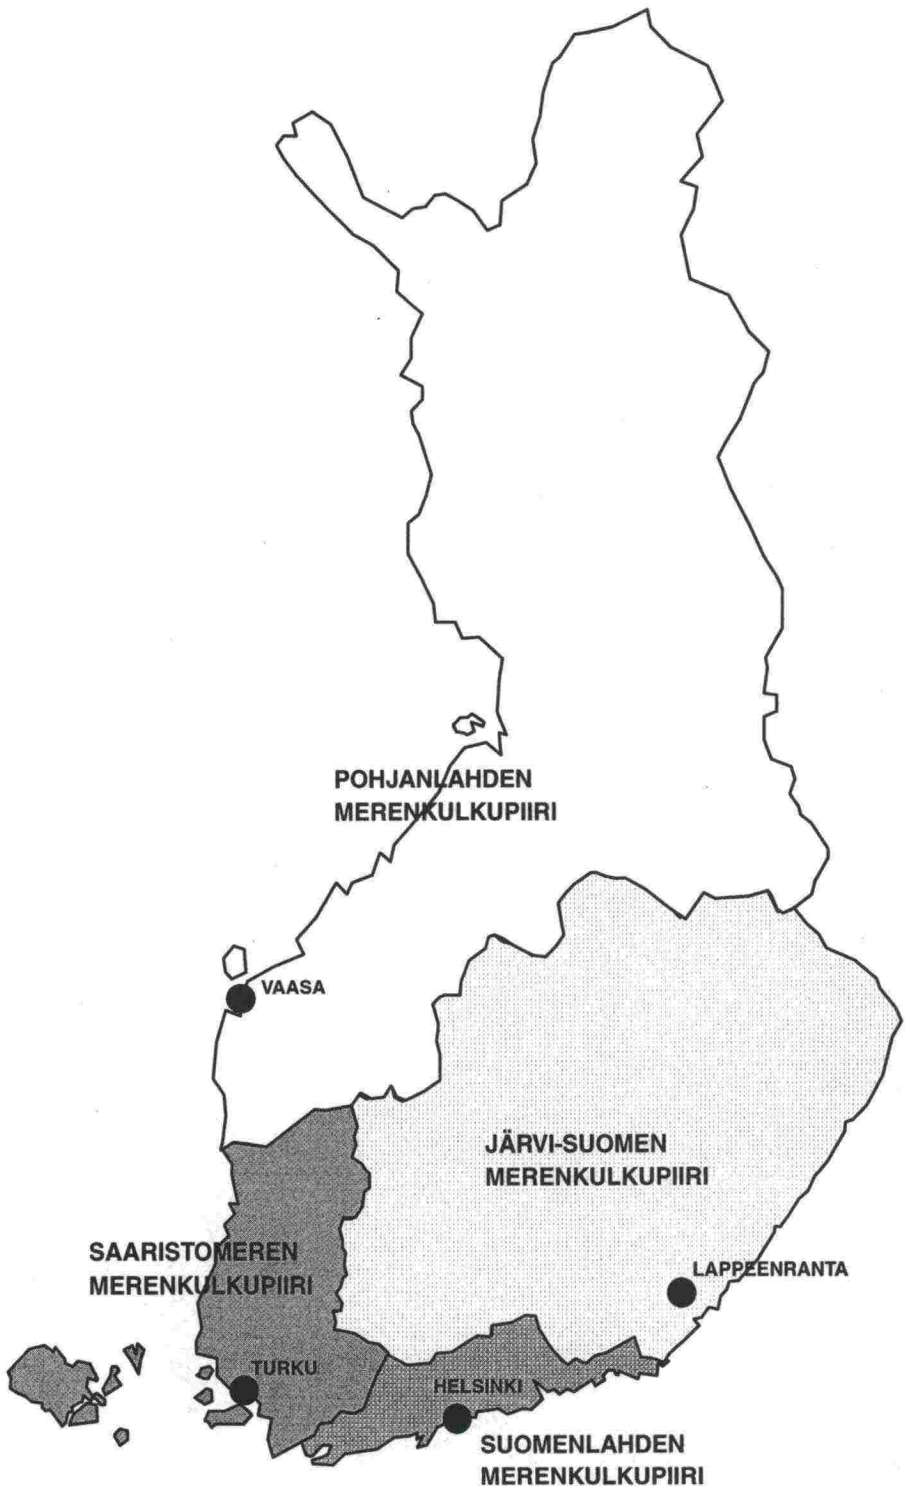 POHJANLAHDEN
MERENKULKUPIIRI
VAASA
JÄRVI-SUOMEN
MERENKULKUPIIRI
SAARISTOMEREN
MERENKULKUPIIRI
LAPPEENRANTA
TURKU
HELSINKI
SUOMENLAHDEN
MERENKULKUPIIRI